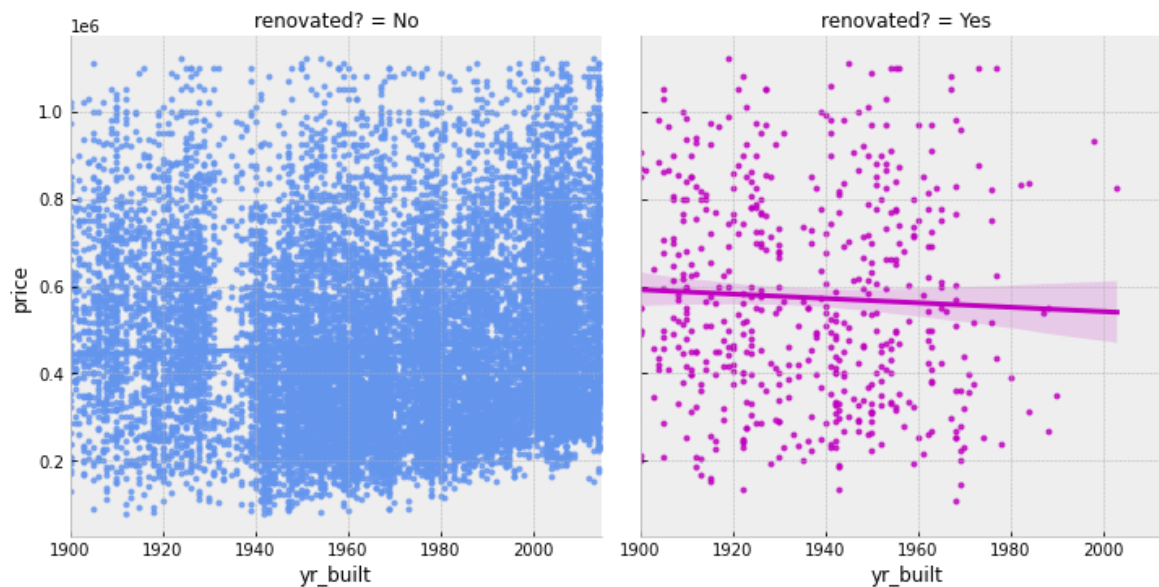 renovated? = No
renovated? = Yes
1e6
1.0
0.8
0.6
0.4
0.2
price
1900 1920 1940 1960 1980 2000
1900 1920 1940 1960 1980 2000
yr_built
yr_built